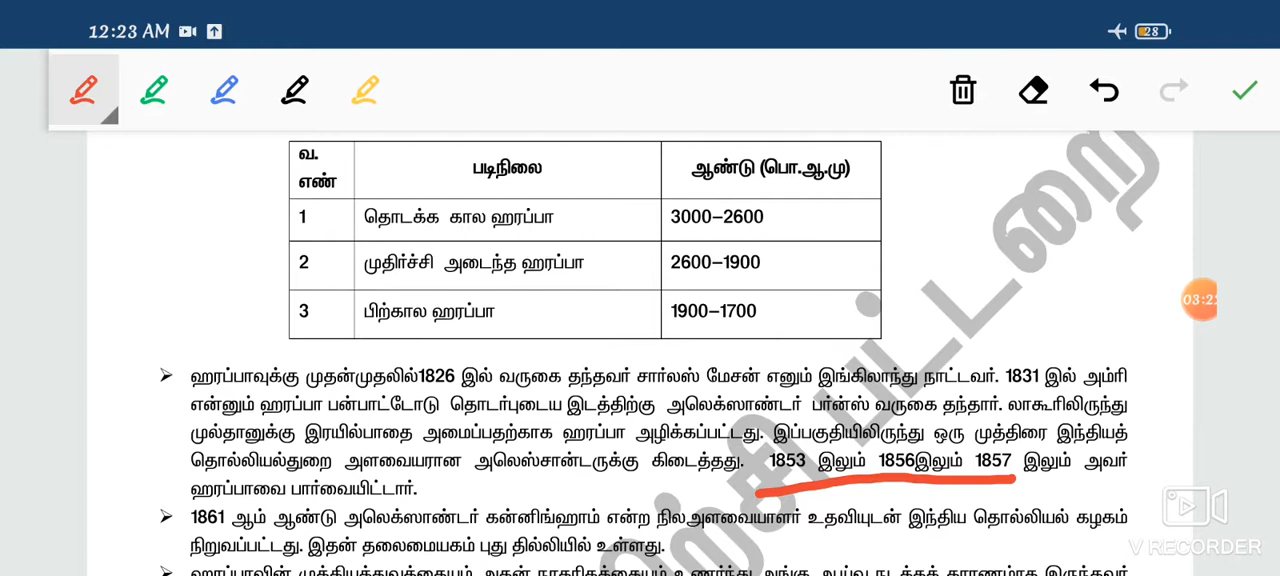 12:23 AM
28
வ. எண்
படிநிலை
ஆண்டு (பொ.ஆ.மு)
1 தொடக்க கால ஹரப்பா 3000–2600
2 முதிர்ச்சி அடைந்த ஹரப்பா 2600–1900
3 பிற்கால ஹரப்பா 1900–1700
03:22
➢ ஹரப்பாவுக்கு முதன்முதலில்1826 இல் வருகை தந்தவர் சார்லஸ் மேசன் எனும் இங்கிலாந்து நாட்டவர். 1831 இல் அம்ரி
என்னும் ஹரப்பா பன்பாட்டோடு தொடர்புடைய இடத்திற்கு அலெக்ஸாண்டர் பர்ன்ஸ் வருகை தந்தார். லாகூரிலிருந்து
முல்தானுக்கு இரயில்பாதை அமைப்பதற்காக ஹரப்பா அழிக்கப்பட்டது. இப்பகுதியிலிருந்து ஒரு முத்திரை இந்தியத்
தொல்லியல்துறை அளவையரான அலெஸ்சான்டருக்கு கிடைத்தது. 1853 இலும் 1856இலும் 1857 இலும் அவர்
ஹரப்பாவை பார்வையிட்டார்.
➢ 1861 ஆம் ஆண்டு அலெக்ஸாண்டர் கன்னிங்ஹாம் என்ற நிலஅளவையாளர் உதவியுடன் இந்திய தொல்லியல் கழகம்
நிறுவப்பட்டது. இதன் தலைமையகம் புது தில்லியில் உள்ளது.
V RECORDER